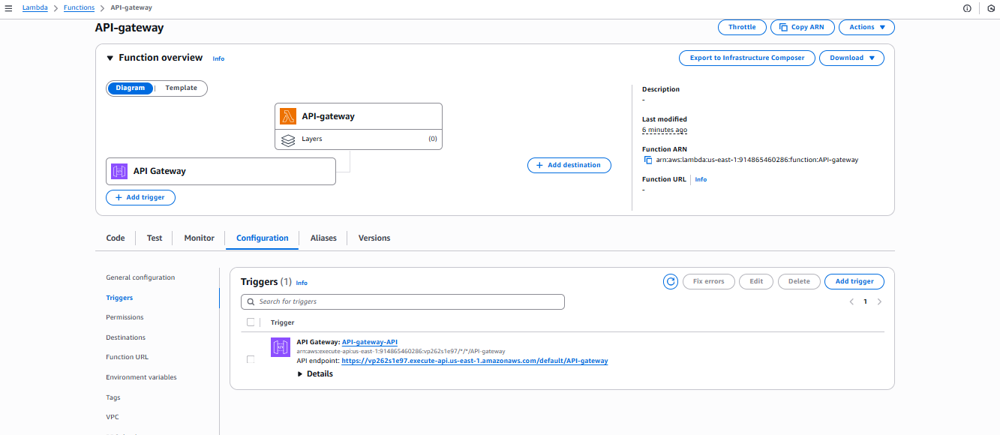 Lambda > Functions > API-gateway
API-gateway
Throttle
Copy ARN
Actions
Function overview Info
Export to Infrastructure Composer
Download
Diagram Template
API-gateway
Layers (0)
API Gateway
+ Add trigger
+ Add destination
Description
-
Last modified
6 minutes ago
Function ARN
arn:aws:lambda:us-east-1:914865460286:function:API-gateway
Function URL Info
-
Code Test Monitor Configuration Aliases Versions
General configuration
Triggers
Permissions
Destinations
Function URL
Environment variables
Tags
VPC
Triggers (1) Info
Fix errors
Edit
Delete
Add trigger
Search for triggers
1
Trigger
API Gateway: API-gateway-API
arn:aws:execute-api:us-east-1:914865460286:vp262s1e97/*/*/API-gateway
API endpoint: https://vp262s1e97.execute-api.us-east-1.amazonaws.com/default/API-gateway
Details